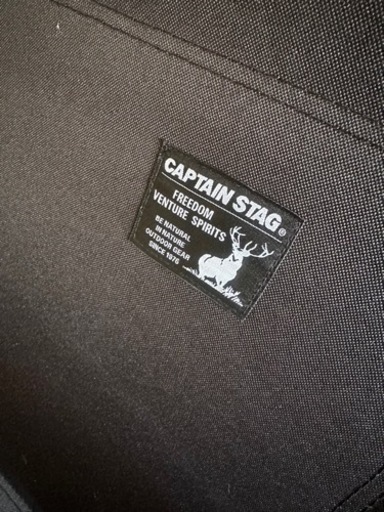 CAPTAIN STAG®
FREEDOM
VENTURE SPIRITS
BE NATURAL
IN NATURE
OUTDOOR GEAR
SINCE 1976